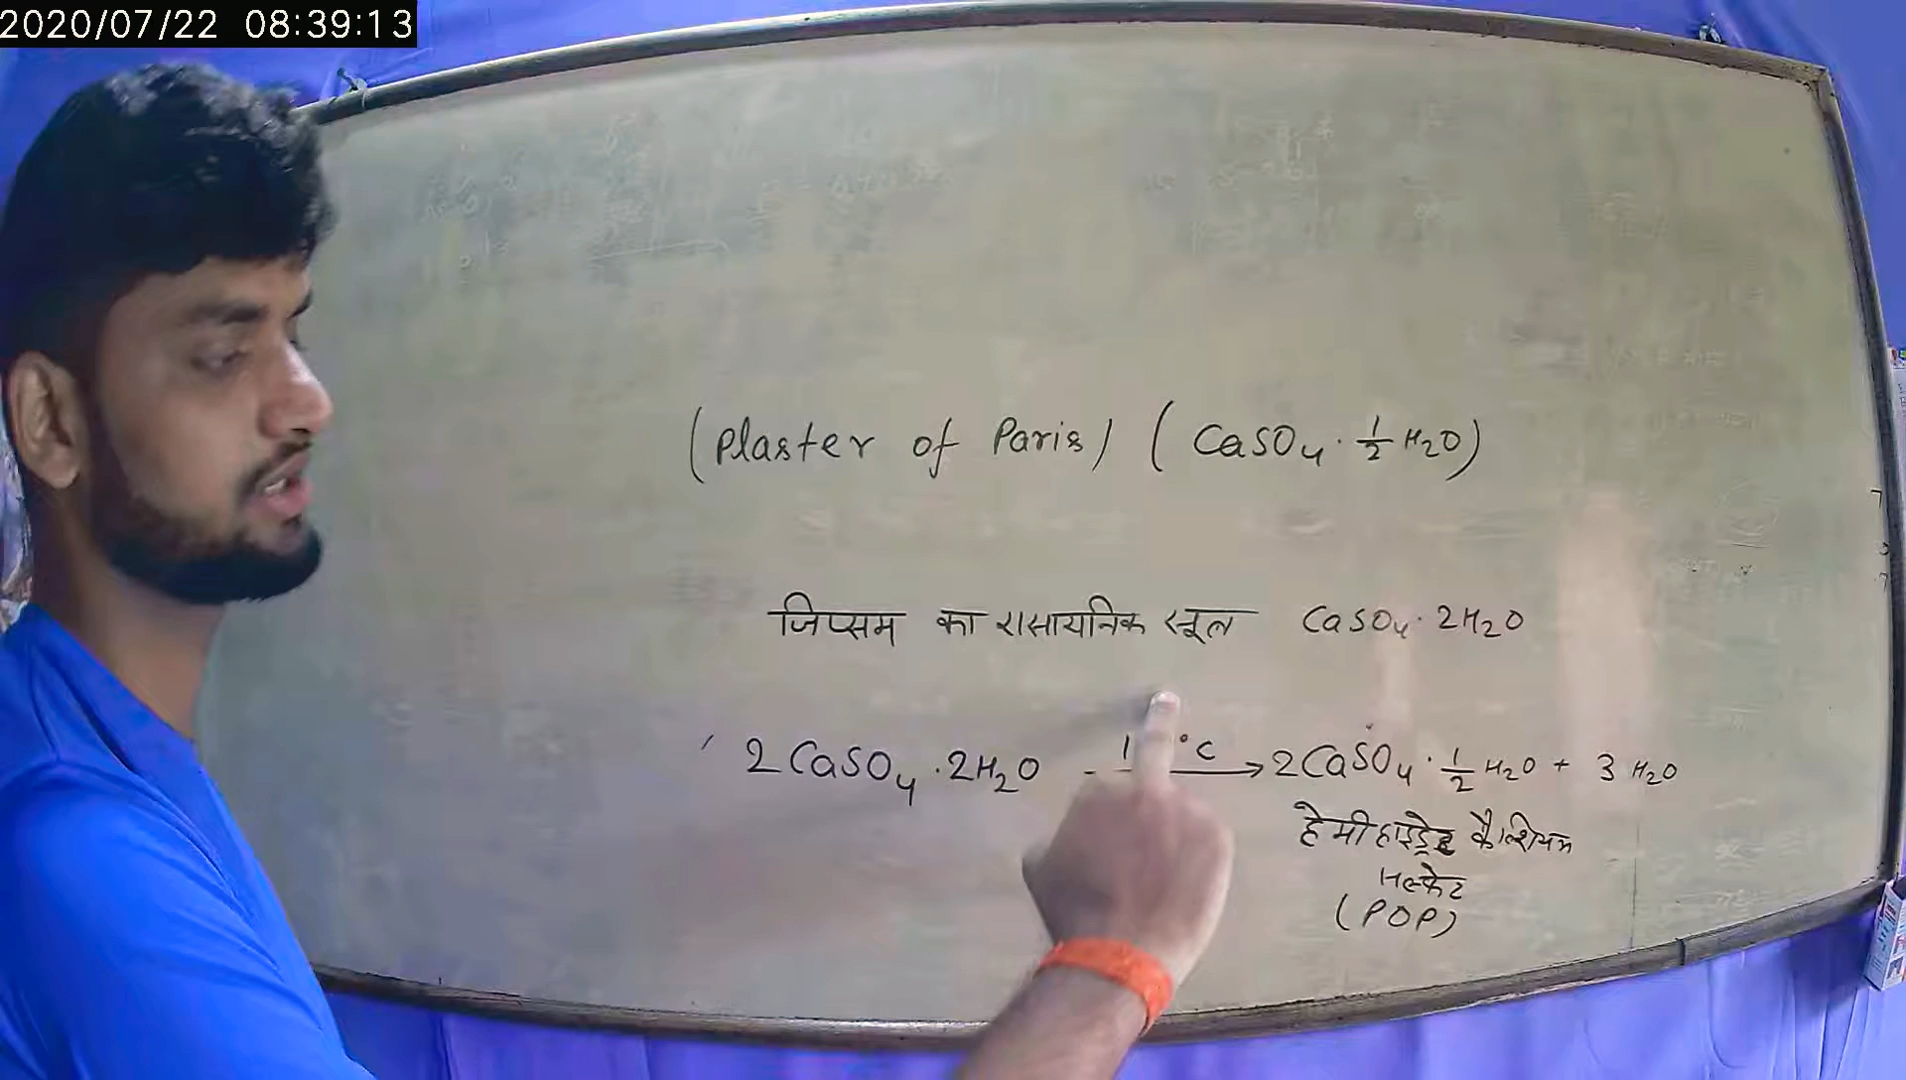 2020/07/22 08:39:13
(Plaster of Paris) (CaSO₄·½H₂O)
जिप्सम का रासायनिक सूत्र CaSO₄·2H₂O
2CaSO₄·2H₂O °C → 2CaSO₄·½H₂O + 3H₂O
हेमीहाइड्रेट कैल्शियम
सल्फेट
(POP)